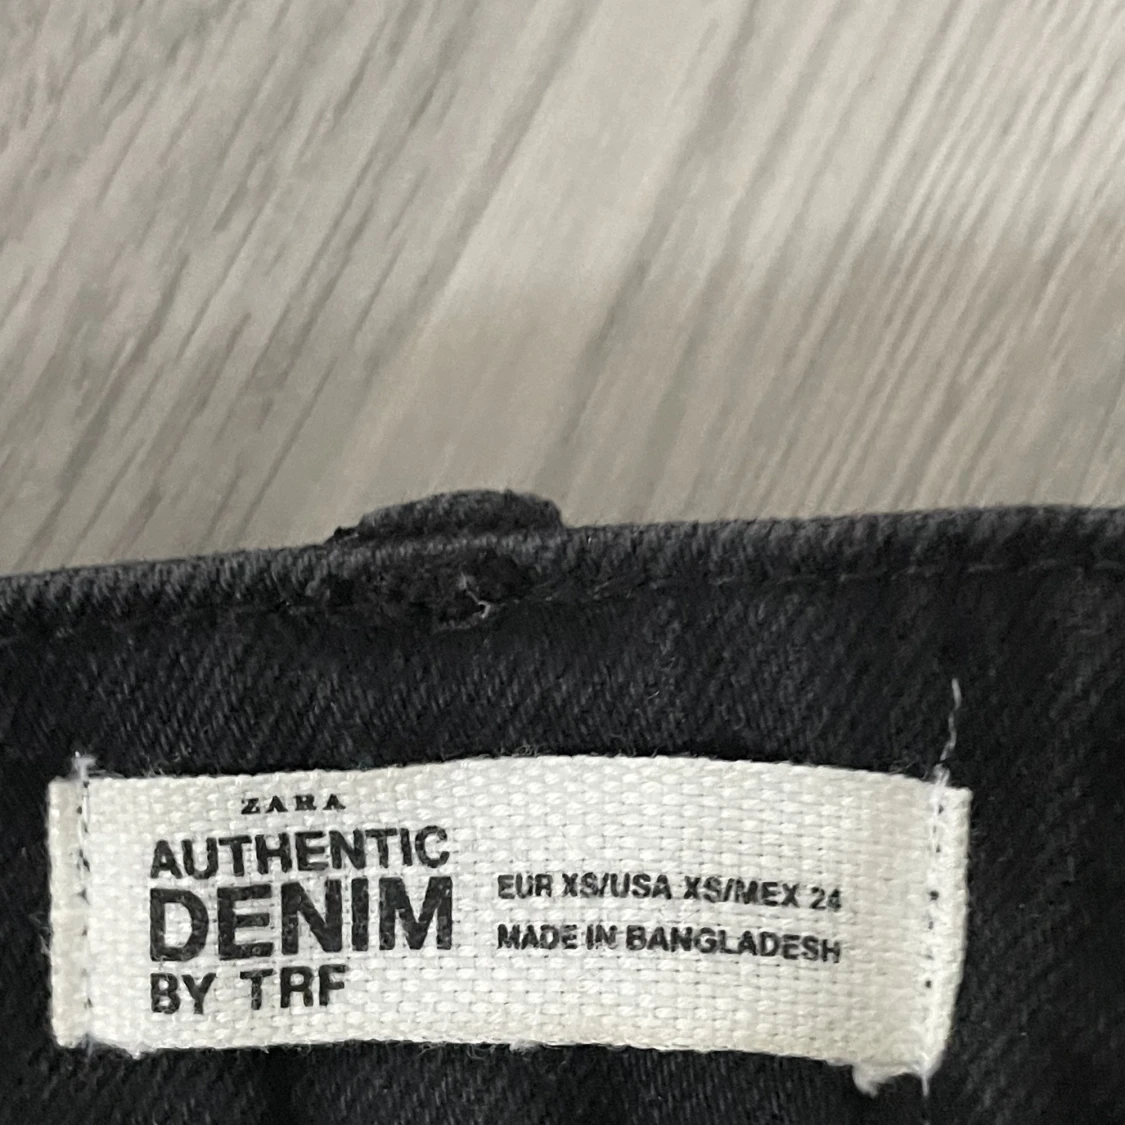 ZARA
AUTHENTIC
DENIM
BY TRF
EUR XS/USA XS/MEX 24
MADE IN BANGLADESH